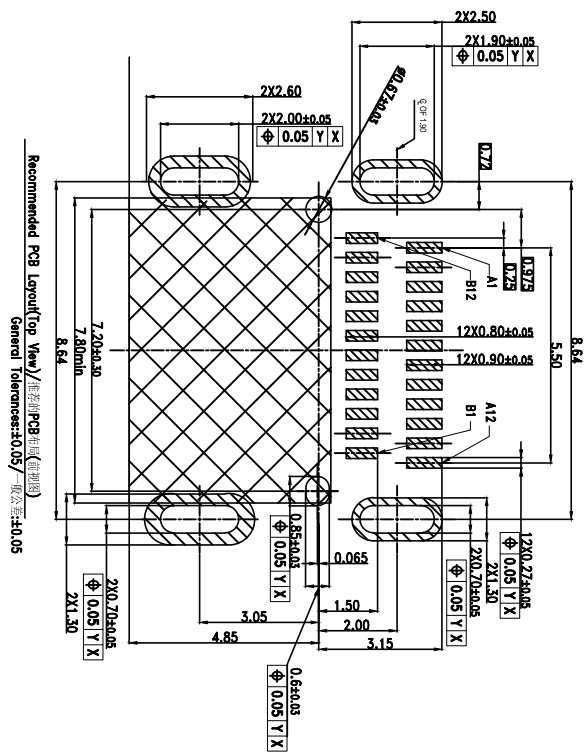 2X2.50
2X1.90±0.05
⌖ 0.05 Y X
2X2.60
2X2.00±0.05
⌖ 0.05 Y X
Ø0.67±0.03
℄ OF 1.90
0.72
8.64
5.50
0.975
0.25
A1
B12
12X0.80±0.05
12X0.90±0.05
A12
B1
12X0.27±0.05
⌖ 0.05 Y X
2X1.30
2X0.70±0.05
⌖ 0.05 Y X
7.20±0.30
7.80min
8.64
0.85±0.03
⌖ 0.05 Y X
0.065
1.50
2.00
3.15
3.05
4.85
2X0.70±0.05
⌖ 0.05 Y X
2X1.30
0.6±0.03
⌖ 0.05 Y X
Recommended PCB Layout(Top View)/推荐的PCB布局(前视图)
General Tolerances:±0.05/一般公差:±0.05